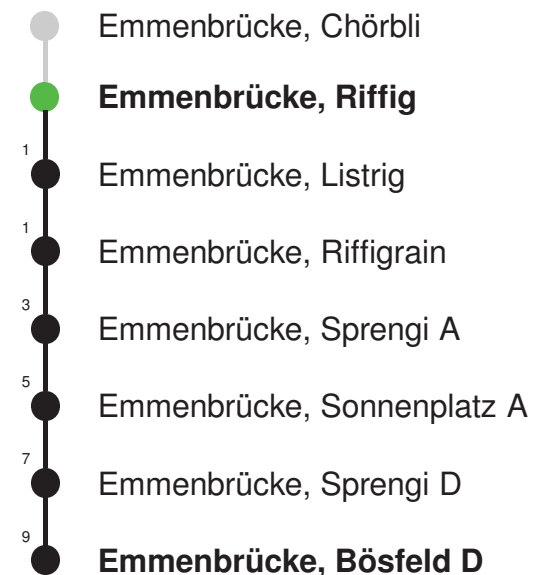 Emmenbrücke, Chörbli
Emmenbrücke, Riffig
1
Emmenbrücke, Listrig
1
Emmenbrücke, Riffigrain
3
Emmenbrücke, Sprengi A
5
Emmenbrücke, Sonnenplatz A
7
Emmenbrücke, Sprengi D
9
Emmenbrücke, Bösfeld D